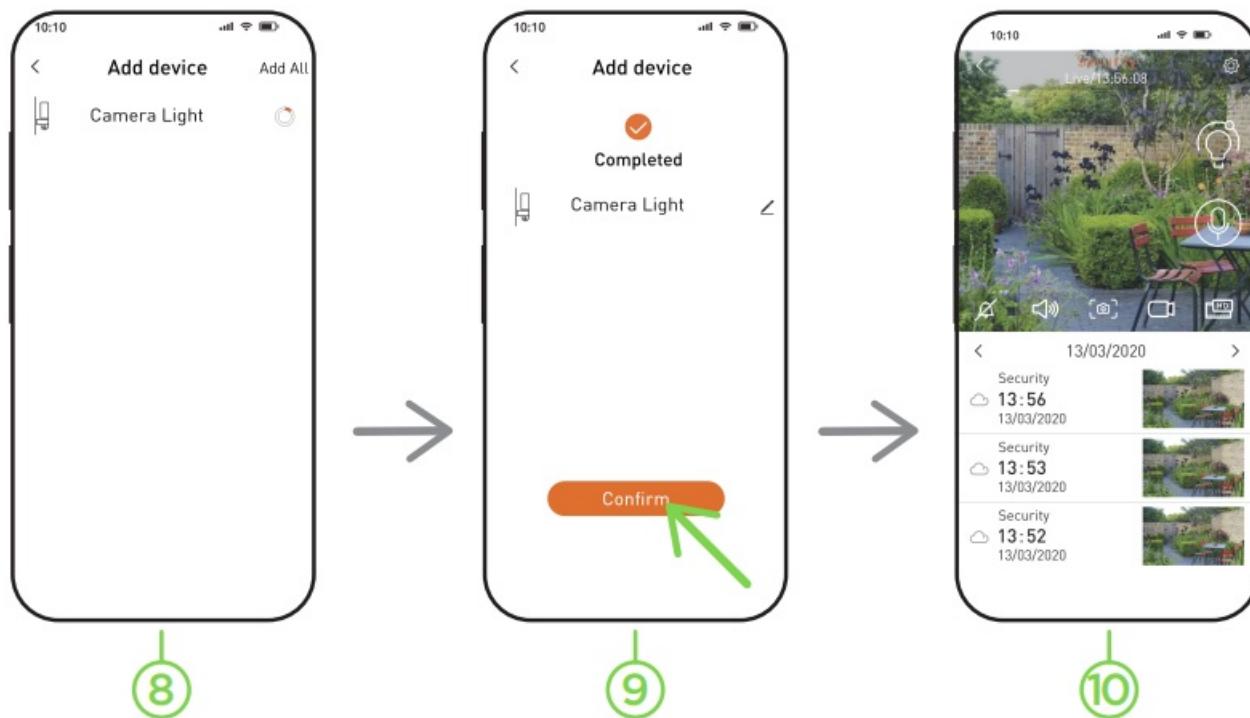 10:10
Add device Add All
Camera Light
8
10:10
Add device
Completed
Camera Light
Confirm
9
10:10
Security
Live/13:56:08
HD
13/03/2020
Security
13:56
13/03/2020
Security
13:53
13/03/2020
Security
13:52
13/03/2020
10